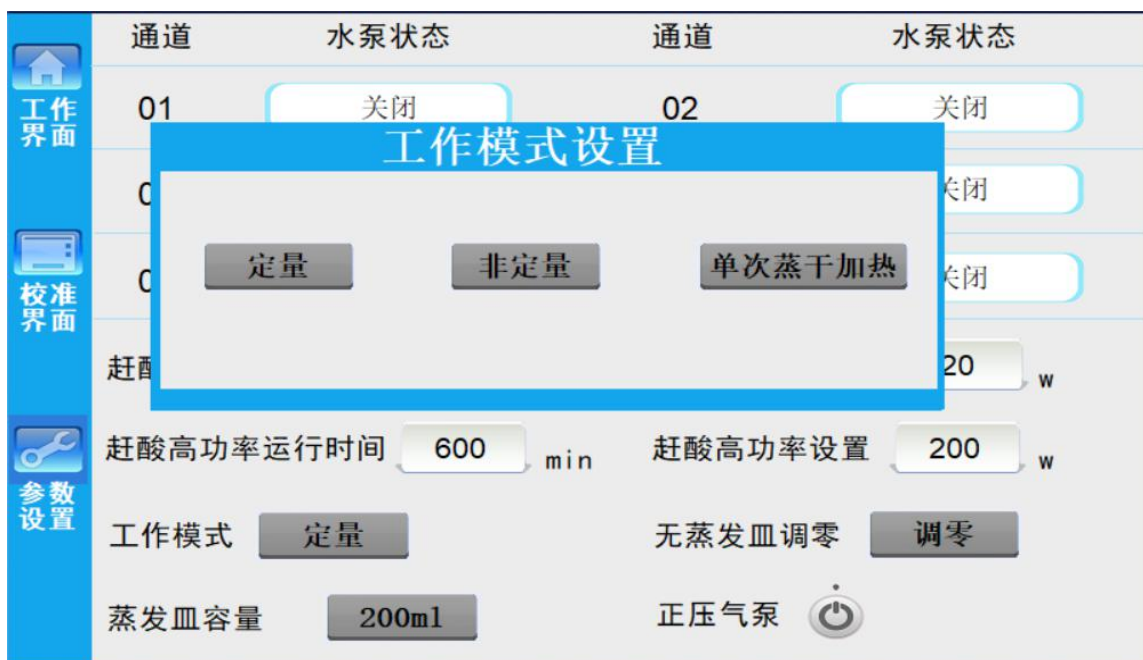 通道 水泵状态 通道 水泵状态
工作
界面
01 关闭 02 关闭
工作模式设置
0 关闭
定量 非定量 单次蒸干加热
校准
界面
0 关闭
赶酸 20 w
赶酸高功率运行时间 600 min 赶酸高功率设置 200 w
参数
设置
工作模式 定量 无蒸发皿调零 调零
蒸发皿容量 200ml 正压气泵